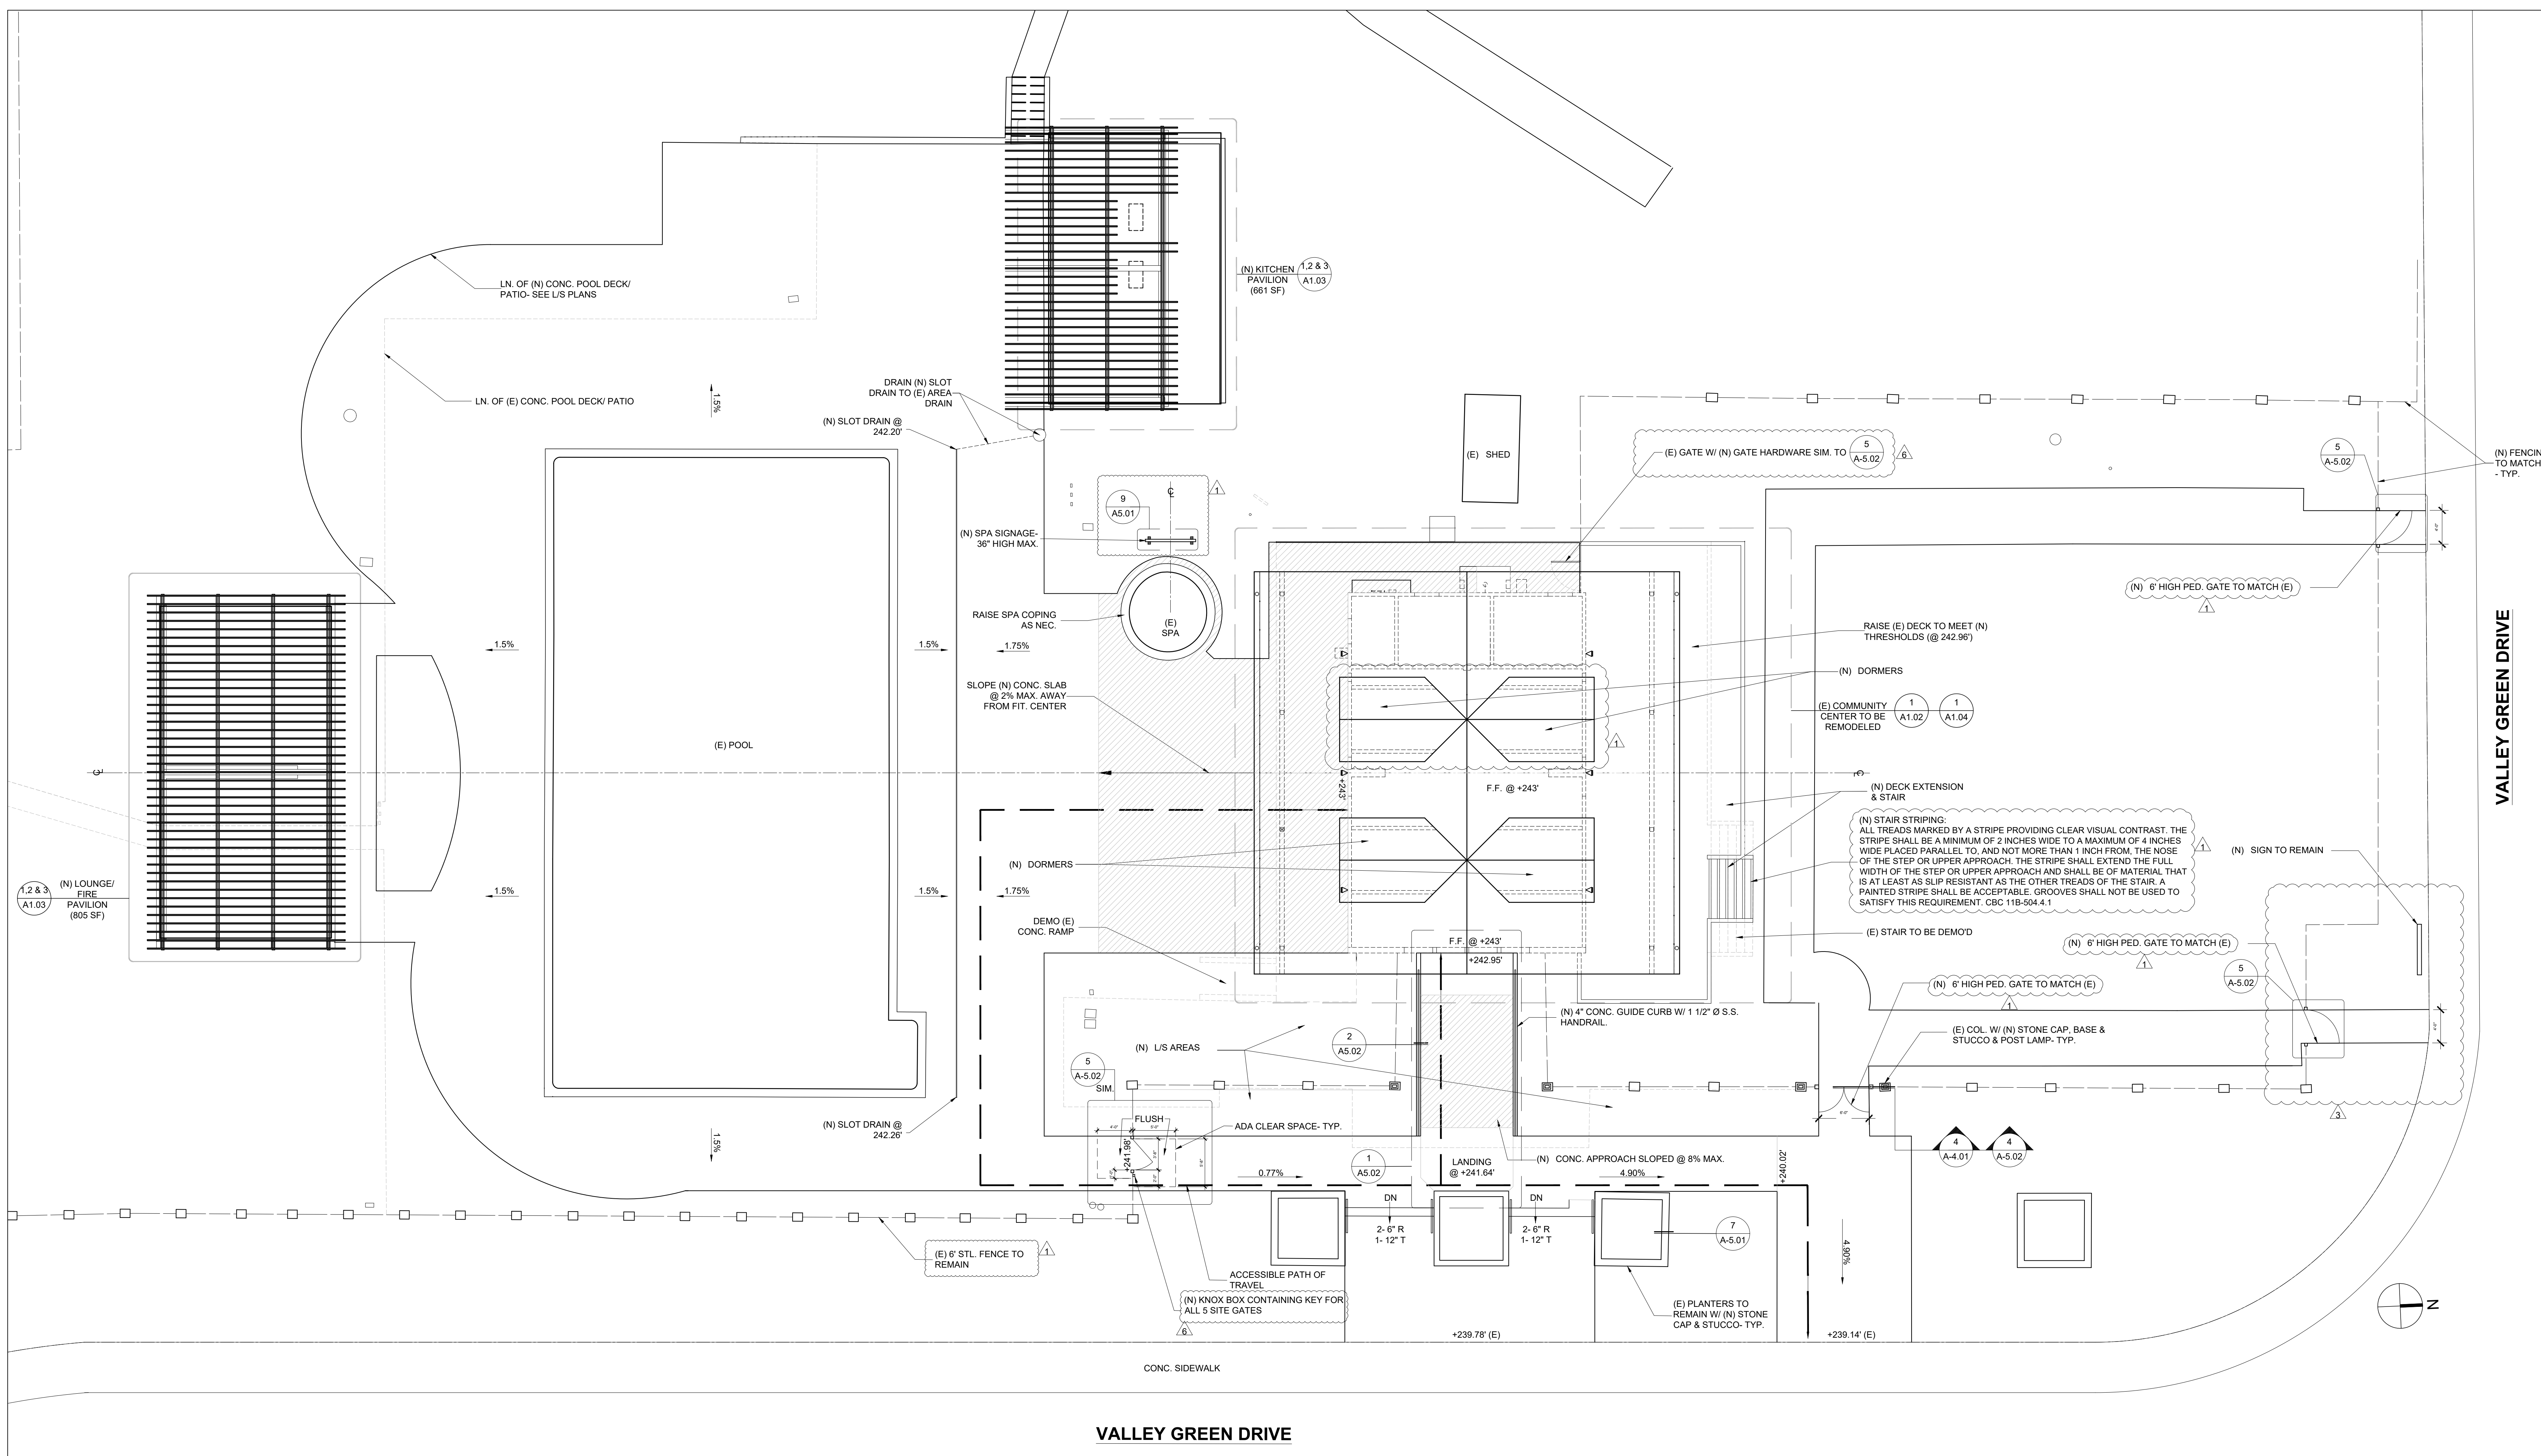 LN. OF (N) CONC. POOL DECK/
PATIO- SEE L/S PLANS
(N) KITCHEN
PAVILION
(661 SF)
1,2 & 3
A1.03
LN. OF (E) CONC. POOL DECK/ PATIO
1.5%
DRAIN (N) SLOT
DRAIN TO (E) AREA
DRAIN
(N) SLOT DRAIN @
242.20'
(E) SHED
(E) GATE W/ (N) GATE HARDWARE SIM. TO
5
A-5.02
6
5
A-5.02
(N) FENCIN
TO MATCH
- TYP.
9
A5.01
1
(N) SPA SIGNAGE-
36" HIGH MAX.
4'-0"
(N) 6' HIGH PED. GATE TO MATCH (E)
1
RAISE SPA COPING
AS NEC.
(E)
SPA
1.5%
1.5%
1.75%
RAISE (E) DECK TO MEET (N)
THRESHOLDS (@ 242.96')
(N) DORMERS
SLOPE (N) CONC. SLAB
@ 2% MAX. AWAY
FROM FIT. CENTER
(E) COMMUNITY
CENTER TO BE
REMODELED
1
A1.02
1
A1.04
1
VALLEY GREEN DRIVE
(E) POOL
+243'
F.F. @ +243'
(N) DECK EXTENSION
& STAIR
(N) STAIR STRIPING:
ALL TREADS MARKED BY A STRIPE PROVIDING CLEAR VISUAL CONTRAST. THE
STRIPE SHALL BE A MINIMUM OF 2 INCHES WIDE TO A MAXIMUM OF 4 INCHES
WIDE PLACED PARALLEL TO, AND NOT MORE THAN 1 INCH FROM, THE NOSE
OF THE STEP OR UPPER APPROACH. THE STRIPE SHALL EXTEND THE FULL
WIDTH OF THE STEP OR UPPER APPROACH AND SHALL BE OF MATERIAL THAT
IS AT LEAST AS SLIP RESISTANT AS THE OTHER TREADS OF THE STAIR. A
PAINTED STRIPE SHALL BE ACCEPTABLE. GROOVES SHALL NOT BE USED TO
SATISFY THIS REQUIREMENT. CBC 11B-504.4.1
1
(N) SIGN TO REMAIN
(N) DORMERS
1,2 & 3
A1.03
(N) LOUNGE/
FIRE
PAVILION
(805 SF)
1.5%
1.5%
1.75%
DEMO (E)
CONC. RAMP
F.F. @ +243'
+242.95'
(E) STAIR TO BE DEMO'D
(N) 6' HIGH PED. GATE TO MATCH (E)
1
5
A-5.02
(N) 6' HIGH PED. GATE TO MATCH (E)
1
(N) 4" CONC. GUIDE CURB W/ 1 1/2" Ø S.S.
HANDRAIL.
(E) COL. W/ (N) STONE CAP, BASE &
STUCCO & POST LAMP- TYP.
4'-0"
2
A5.02
(N) L/S AREAS
5
A-5.02
SIM.
3
(N) SLOT DRAIN @
242.26'
FLUSH
ADA CLEAR SPACE- TYP.
4'-0"
5'-0"
6'-0"
+241.98'
1.5%
1
A5.02
LANDING
@ +241.64'
(N) CONC. APPROACH SLOPED @ 8% MAX.
4
A-4.01
4
A-5.02
0.77%
4.90%
+240.02'
DN
2- 6" R
1- 12" T
DN
2- 6" R
1- 12" T
7
A-5.01
4.90%
(E) 6' STL. FENCE TO
REMAIN
1
ACCESSIBLE PATH OF
TRAVEL
(N) KNOX BOX CONTAINING KEY FOR
ALL 5 SITE GATES
6
(E) PLANTERS TO
REMAIN W/ (N) STONE
CAP & STUCCO- TYP.
N
+239.78' (E)
+239.14' (E)
CONC. SIDEWALK
VALLEY GREEN DRIVE